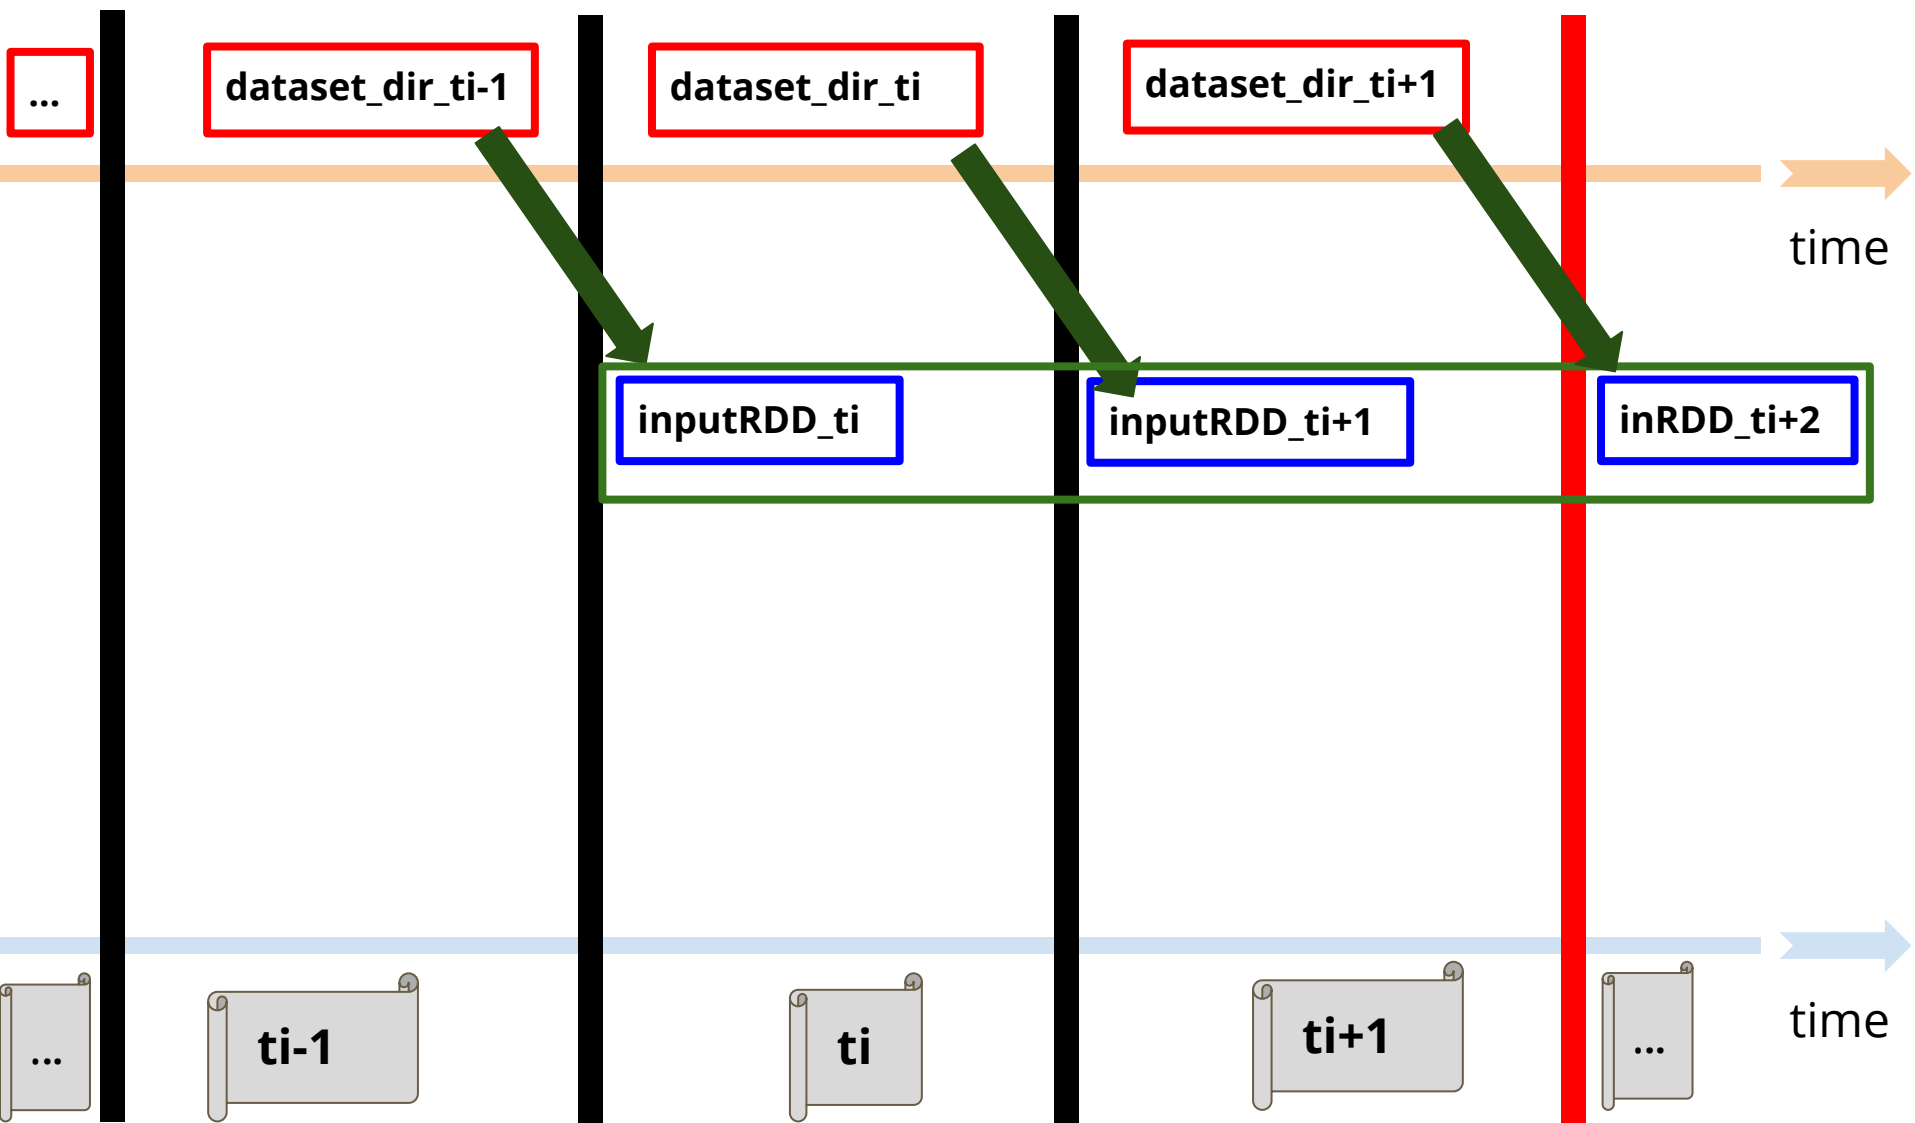 ...
dataset_dir_ti-1
dataset_dir_ti
dataset_dir_ti+1
time
inputRDD_ti
inputRDD_ti+1
inRDD_ti+2
...
ti-1
ti
ti+1
...
time